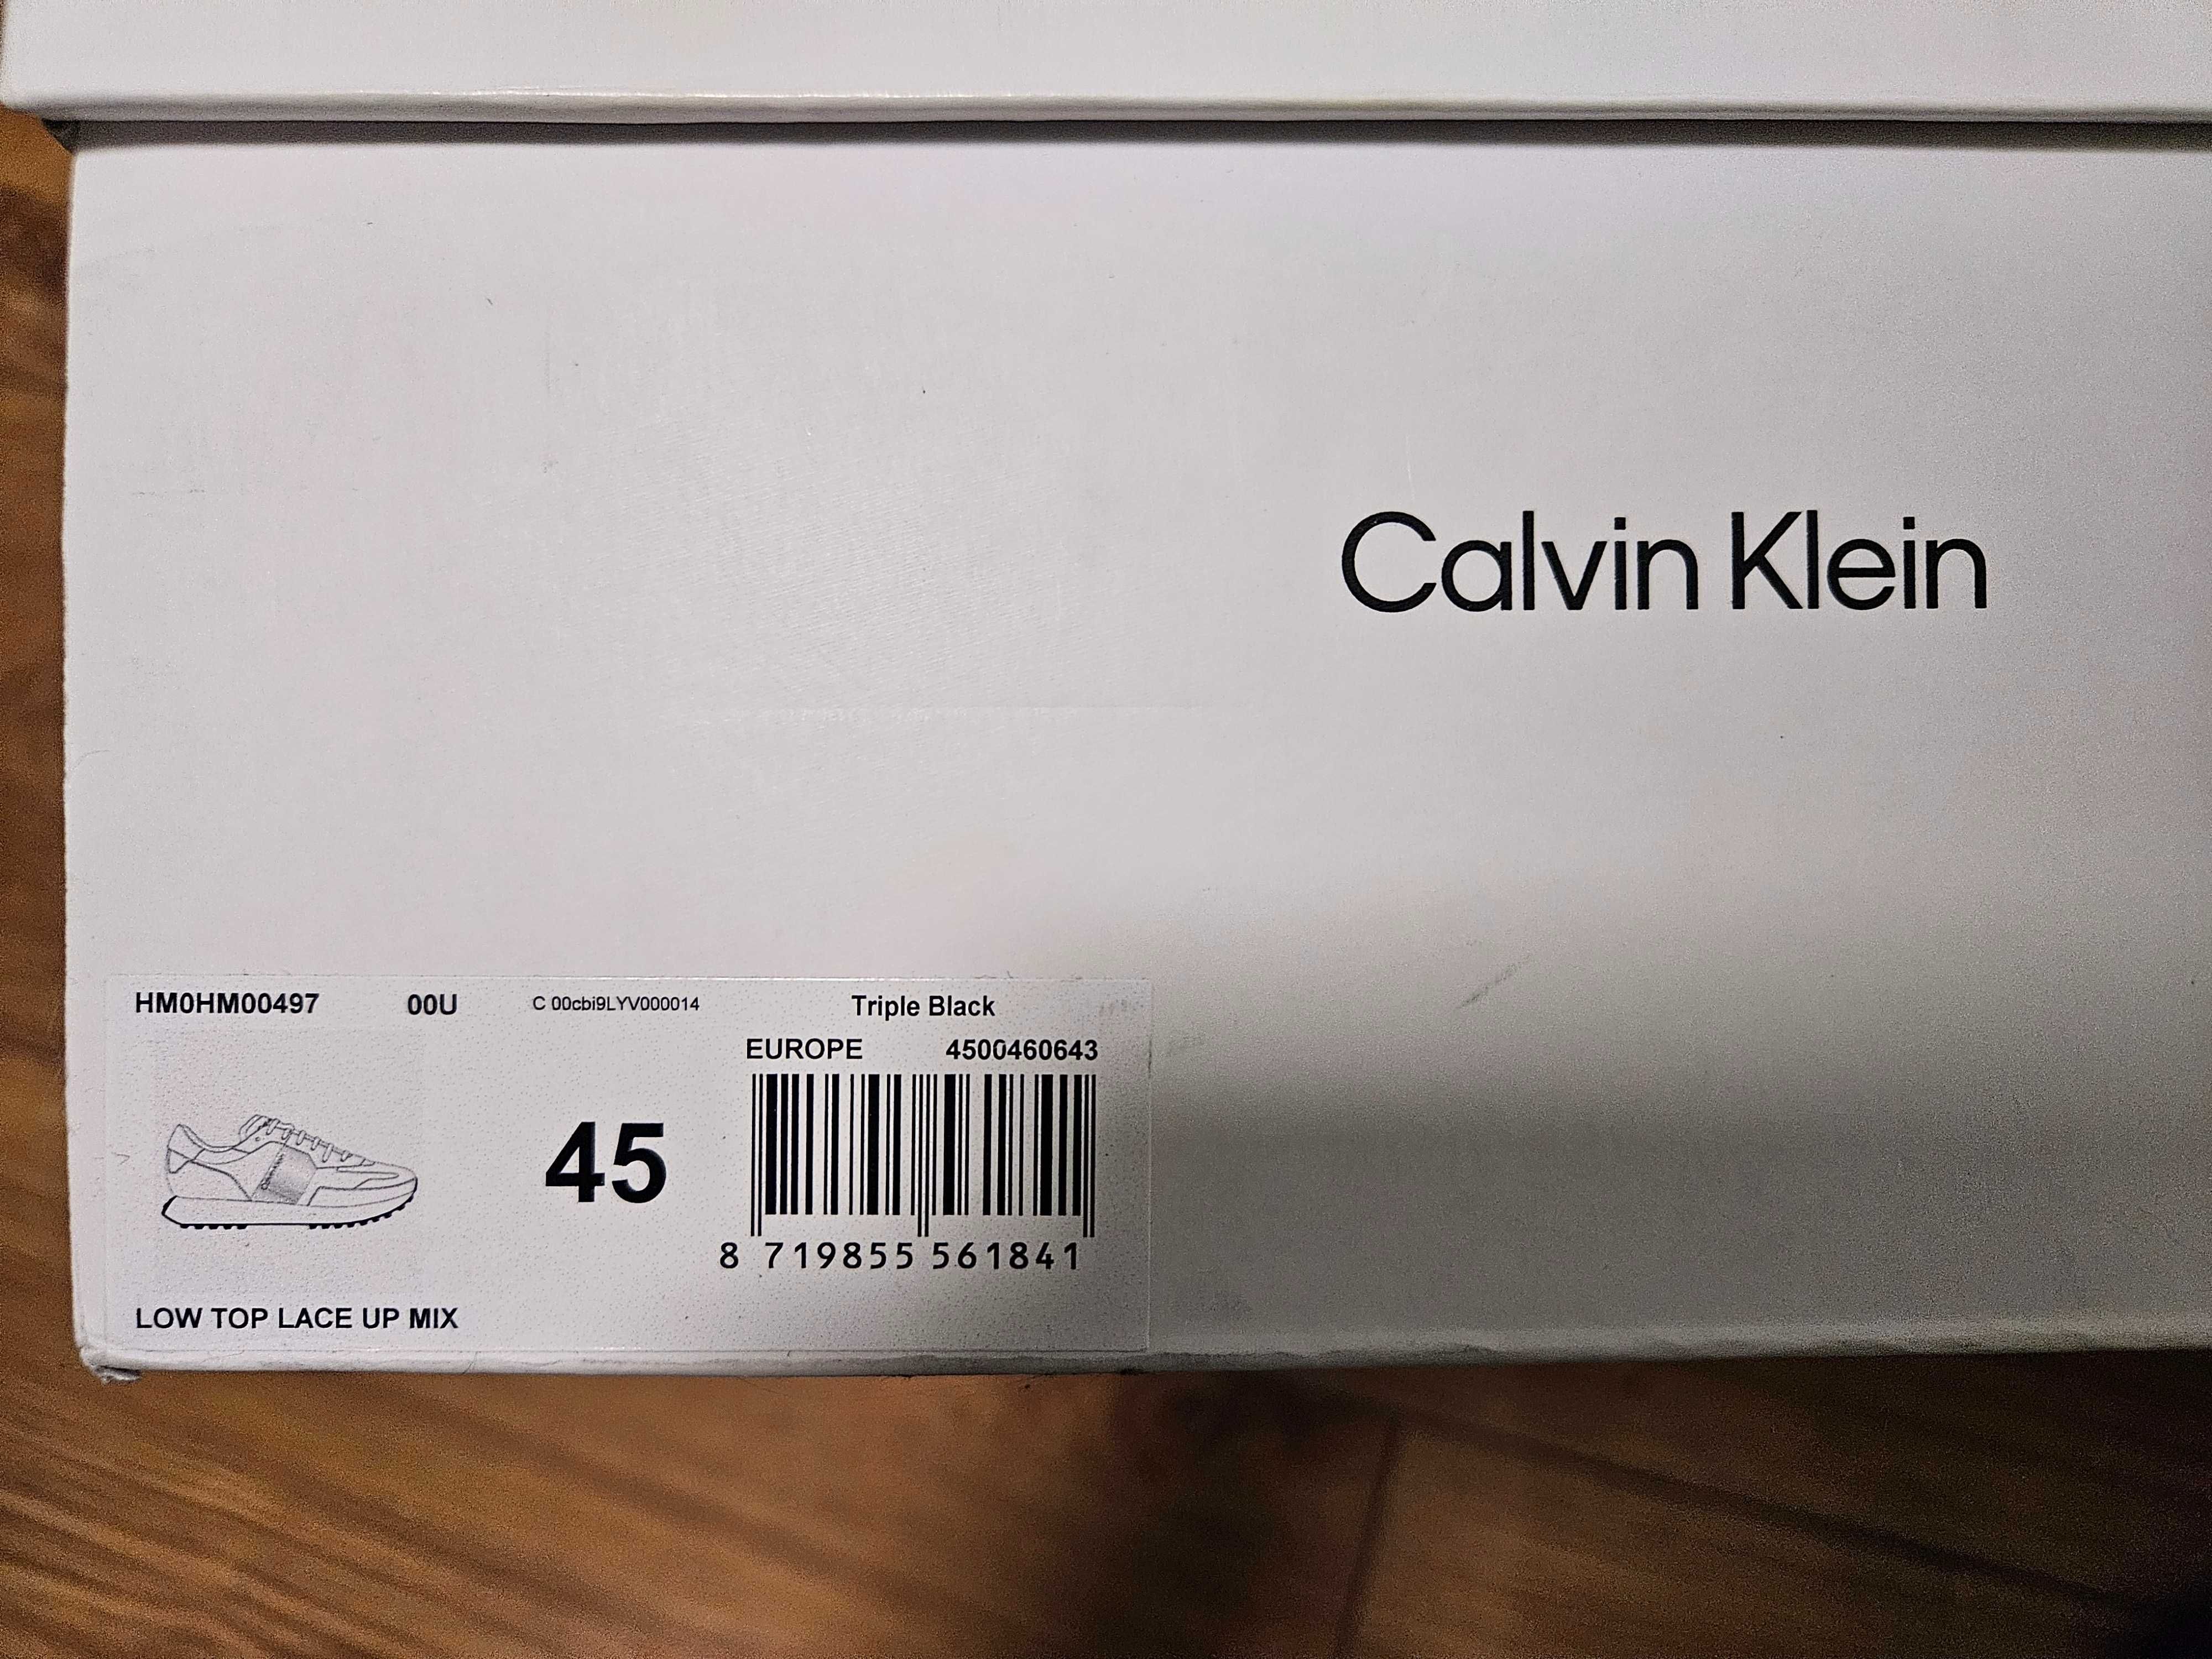 Calvin Klein
HM0HM00497 00U C 00cbi9LYV000014 Triple Black
EUROPE 4500460643
45
8 719855 561841
LOW TOP LACE UP MIX